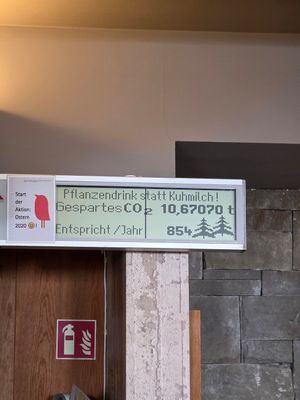 Start
der
Aktion:
Ostern
2020 😊!
Pflanzendrink statt Kuhmilch!
Gespartes CO2 10,67070 t
Entspricht/Jahr 854